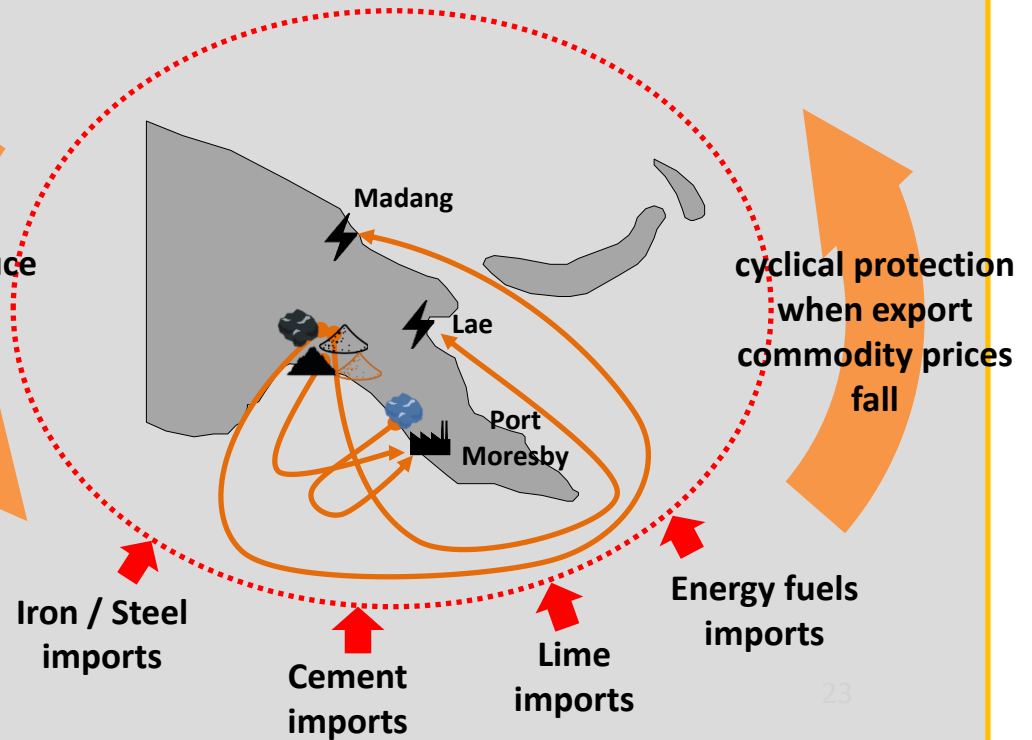 Madang
Lae
Port
Moresby
cyclical protection
when export
commodity prices
fall
Iron / Steel
imports
Cement
imports
Lime
imports
Energy fuels
imports
23